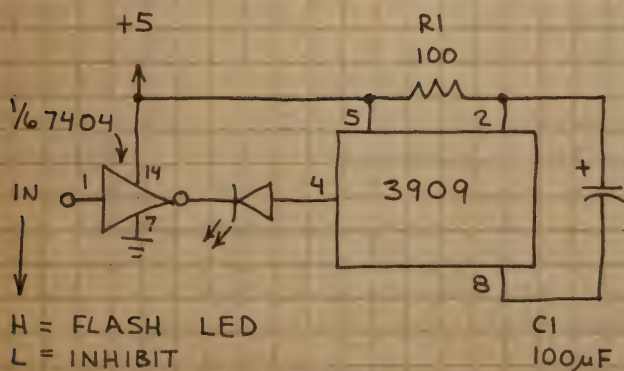 +5
R1
100
1/6 7404
14
5
2
IN
1
4
3909
+
7
8
H = FLASH LED
L = INHIBIT
C1
100µF